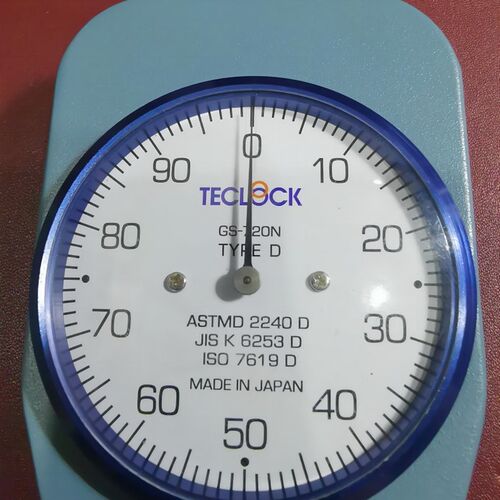 0
90
10
TECLOCK
GS-720N
80
TYPE D
20
70
ASTMD 2240 D
30
JIS K 6253 D
ISO 7619 D
MADE IN JAPAN
60
40
50